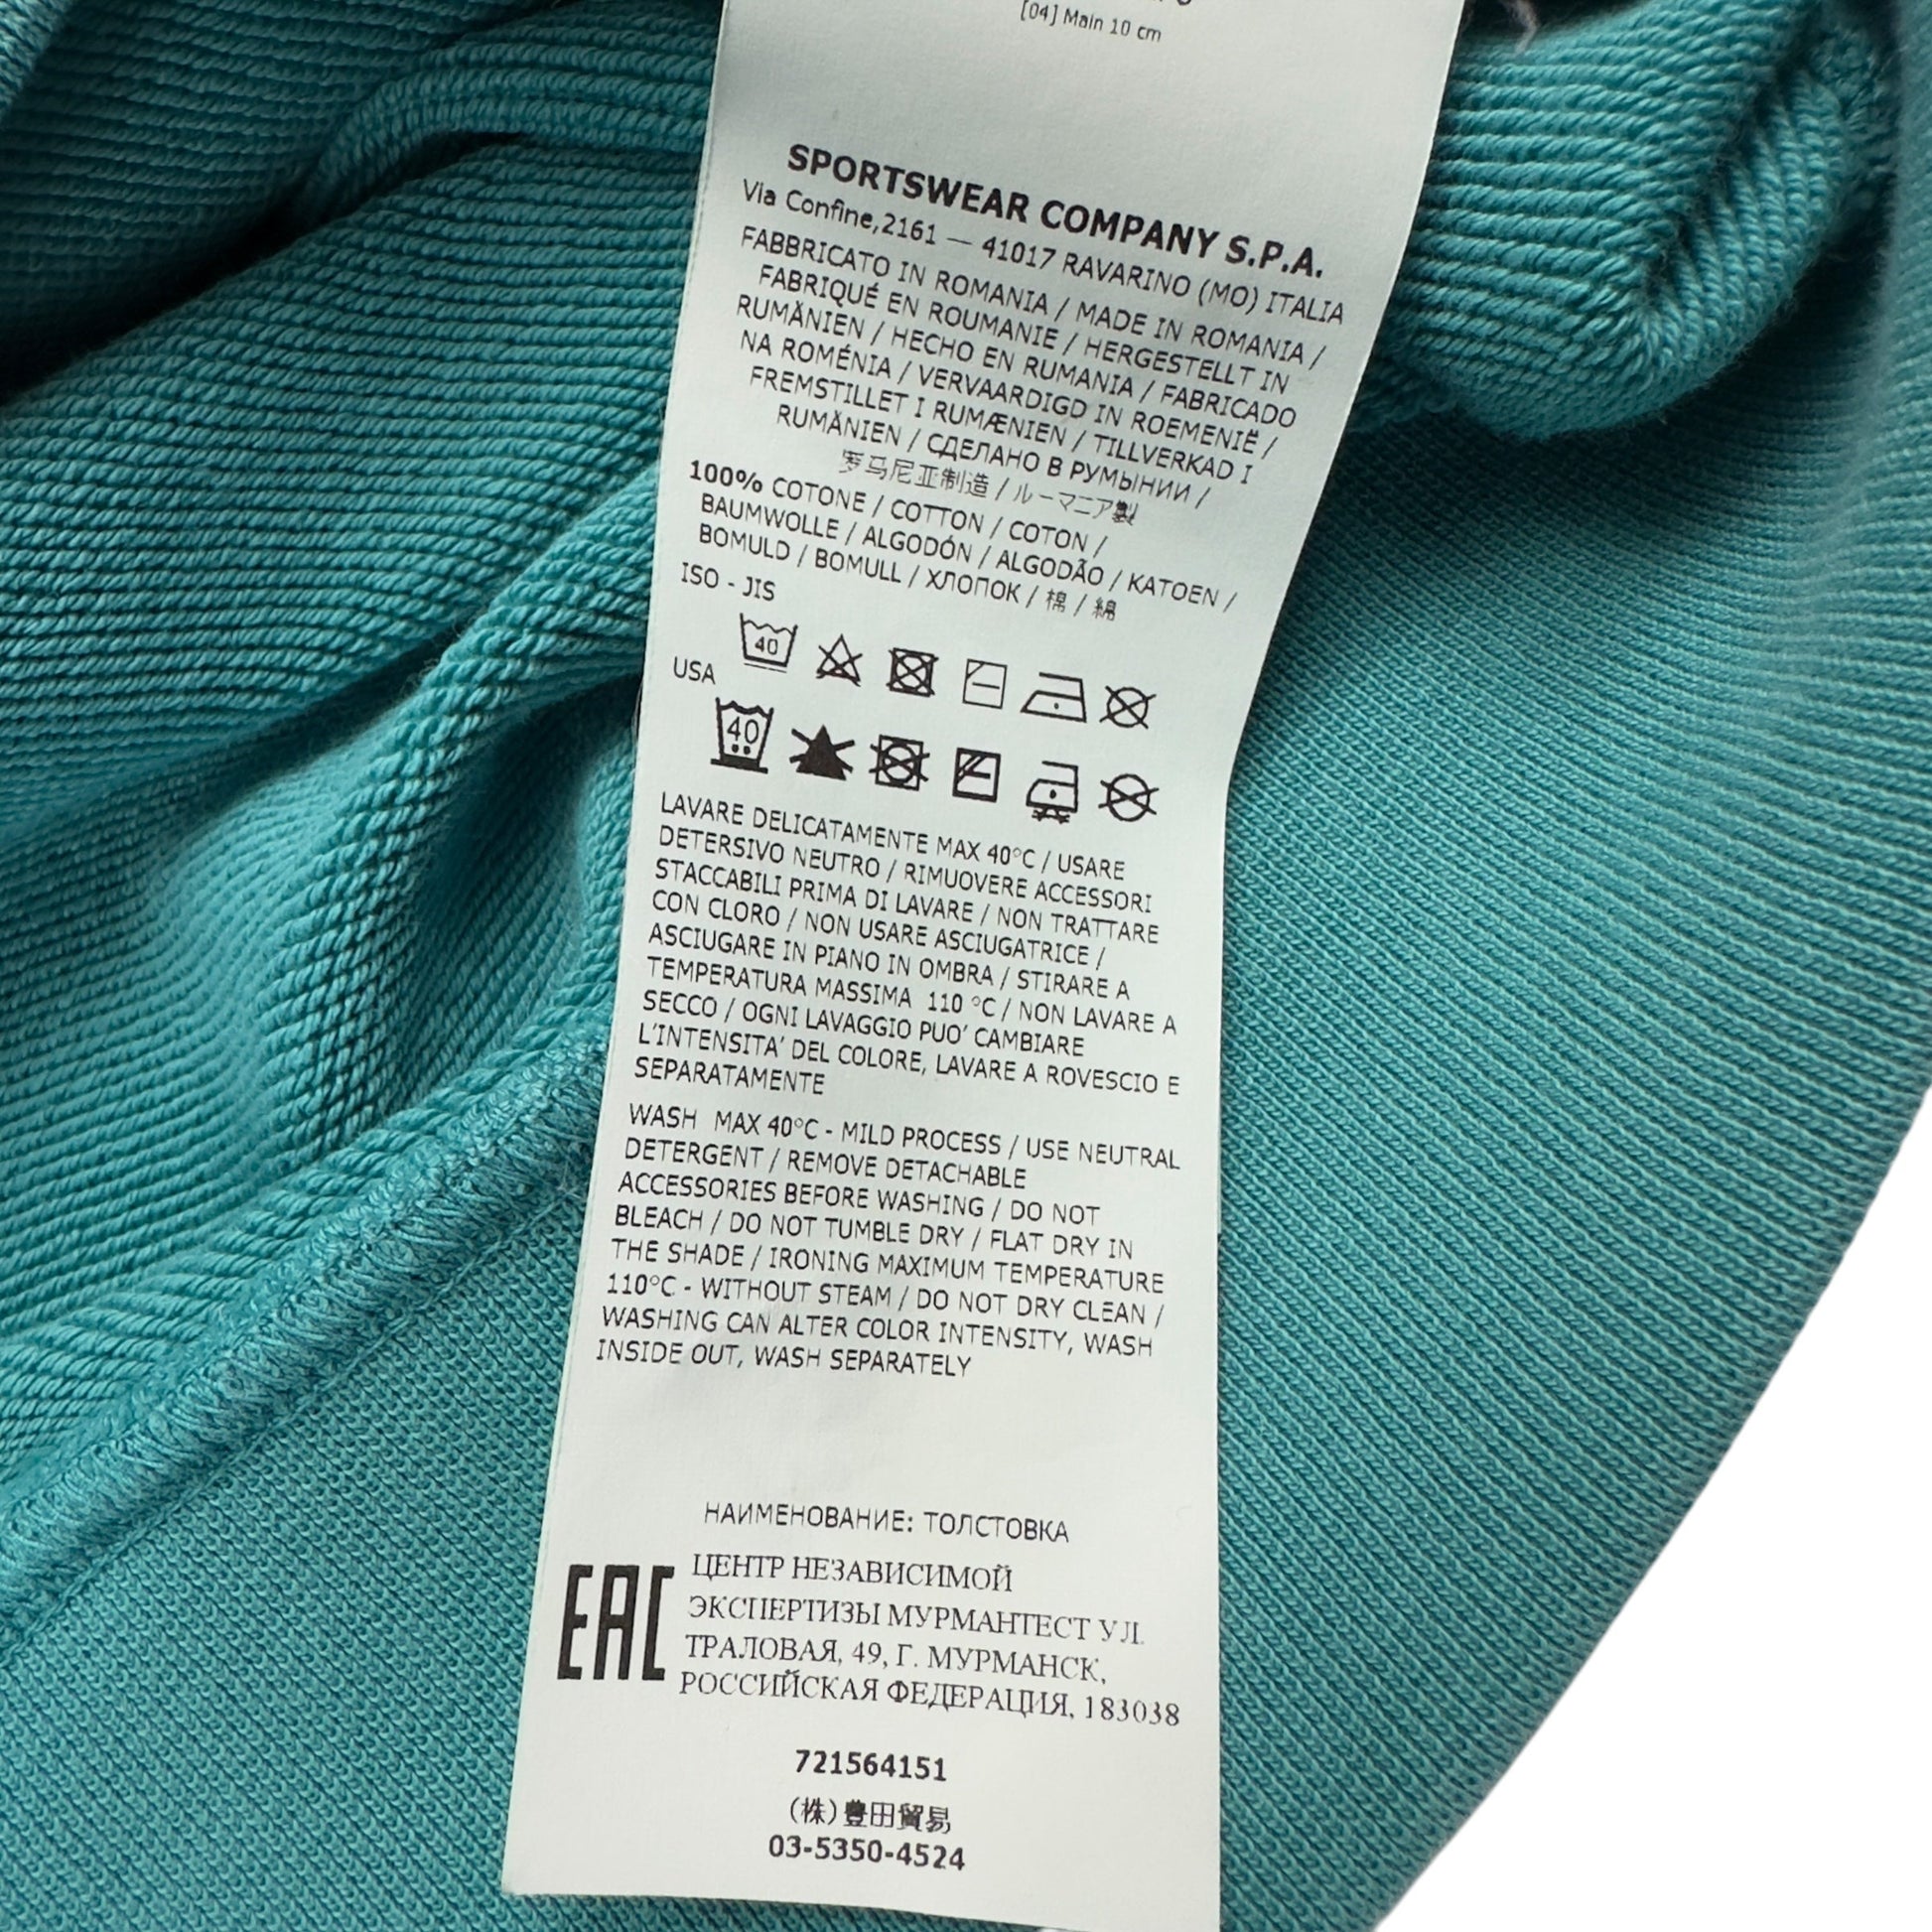 [04] Main 10 cm
SPORTSWEAR COMPANY S.P.A.
Via Confine,2161 — 41017 RAVARINO (MO) ITALIA
FABBRICATO IN ROMANIA / MADE IN ROMANIA /
FABRIQUÉ EN ROUMANIE / HERGESTELLT IN
RUMÄNIEN / HECHO EN RUMANIA / FABRICADO
NA ROMÉNIA / VERVAARDIGD IN ROEMENIË /
FREMSTILLET I RUMÆNIEN / TILLVERKAD I
RUMÄNIEN / СДЕЛАНО В РУМЫНИИ /
罗马尼亚制造 / ルーマニア製
100% COTONE / COTTON / COTON /
BAUMWOLLE / ALGODÓN / ALGODÃO / KATOEN /
BOMULD / BOMULL / ХЛОПОК / 棉 / 綿
ISO - JIS
40
USA
40
LAVARE DELICATAMENTE MAX 40°C / USARE
DETERSIVO NEUTRO / RIMUOVERE ACCESSORI
STACCABILI PRIMA DI LAVARE / NON TRATTARE
CON CLORO / NON USARE ASCIUGATRICE /
ASCIUGARE IN PIANO IN OMBRA / STIRARE A
TEMPERATURA MASSIMA 110 °C / NON LAVARE A
SECCO / OGNI LAVAGGIO PUO' CAMBIARE
L'INTENSITA' DEL COLORE, LAVARE A ROVESCIO E
SEPARATAMENTE
WASH MAX 40°C - MILD PROCESS / USE NEUTRAL
DETERGENT / REMOVE DETACHABLE
ACCESSORIES BEFORE WASHING / DO NOT
BLEACH / DO NOT TUMBLE DRY / FLAT DRY IN
THE SHADE / IRONING MAXIMUM TEMPERATURE
110°C - WITHOUT STEAM / DO NOT DRY CLEAN /
WASHING CAN ALTER COLOR INTENSITY, WASH
INSIDE OUT, WASH SEPARATELY
НАИМЕНОВАНИЕ: ТОЛСТОВКА
EAC
ЦЕНТР НЕЗАВИСИМОЙ
ЭКСПЕРТИЗЫ МУРМАНТЕСТ УЛ.
ТРАЛОВАЯ, 49, Г. МУРМАНСК,
РОССИЙСКАЯ ФЕДЕРАЦИЯ, 183038
721564151
(株)豊田貿易
03-5350-4524